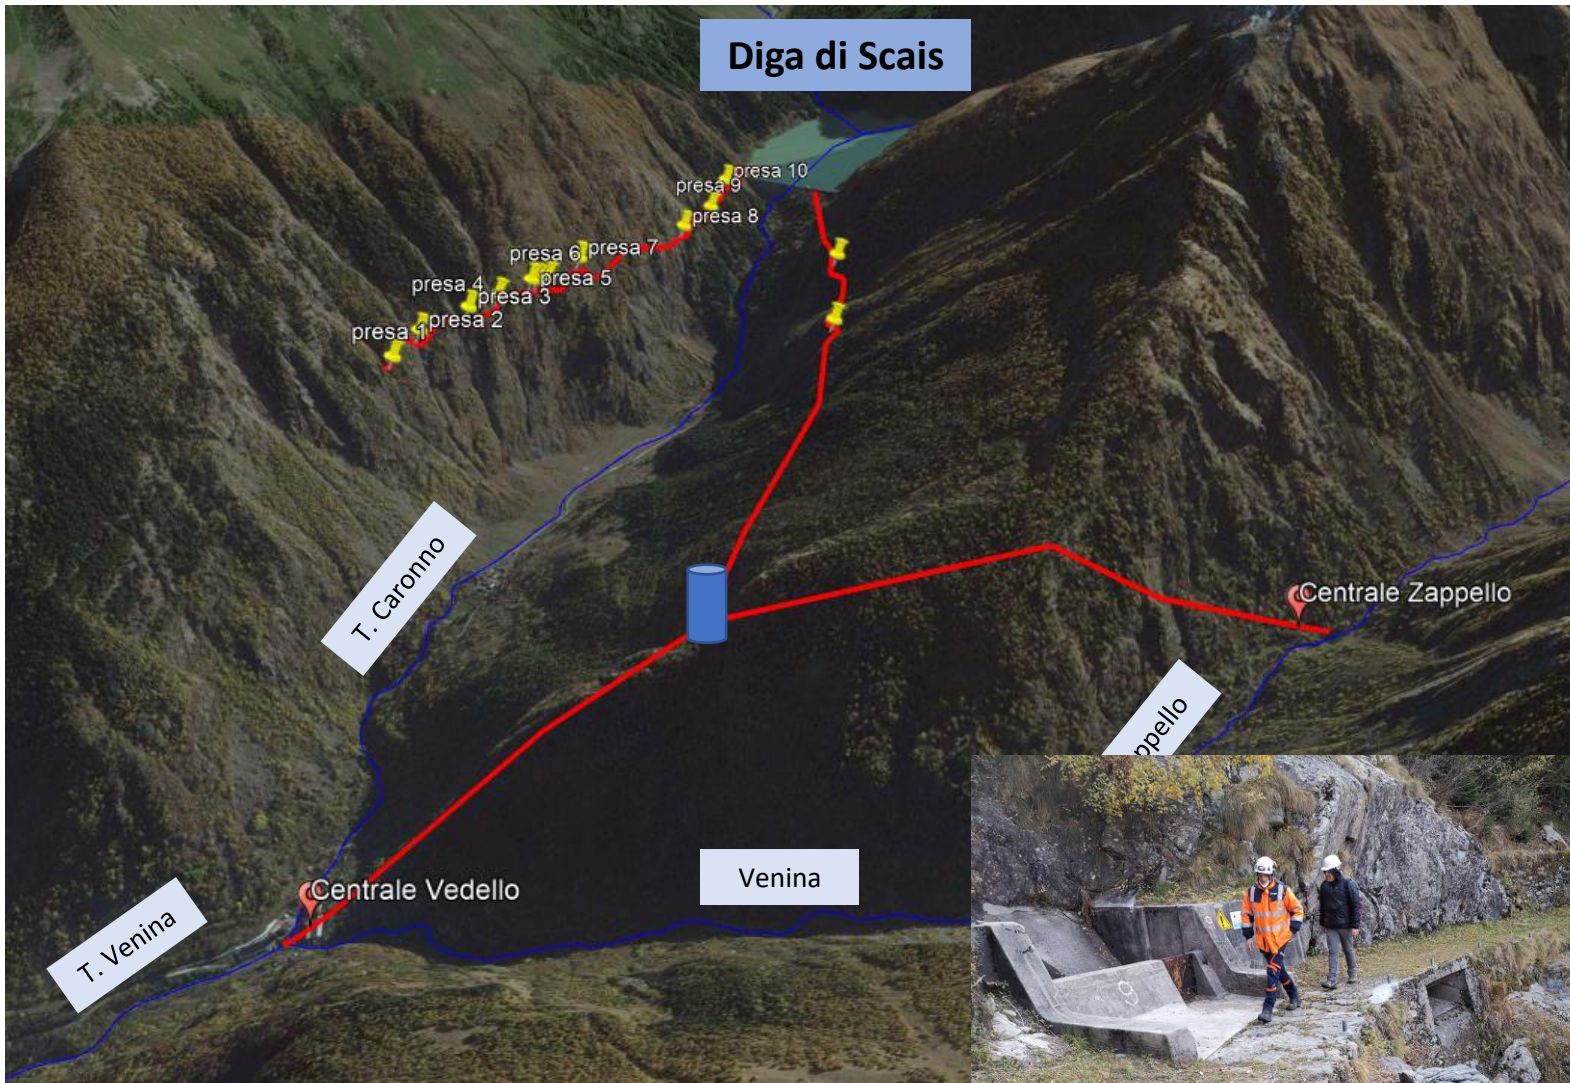 Diga di Scais
presa 10
presa 9
presa 8
presa 6
presa 7
presa 4
presa 5
presa 3
presa 2
presa 1
T. Caronno
Centrale Zappello
ppello
Centrale Vedello
Venina
T. Venina